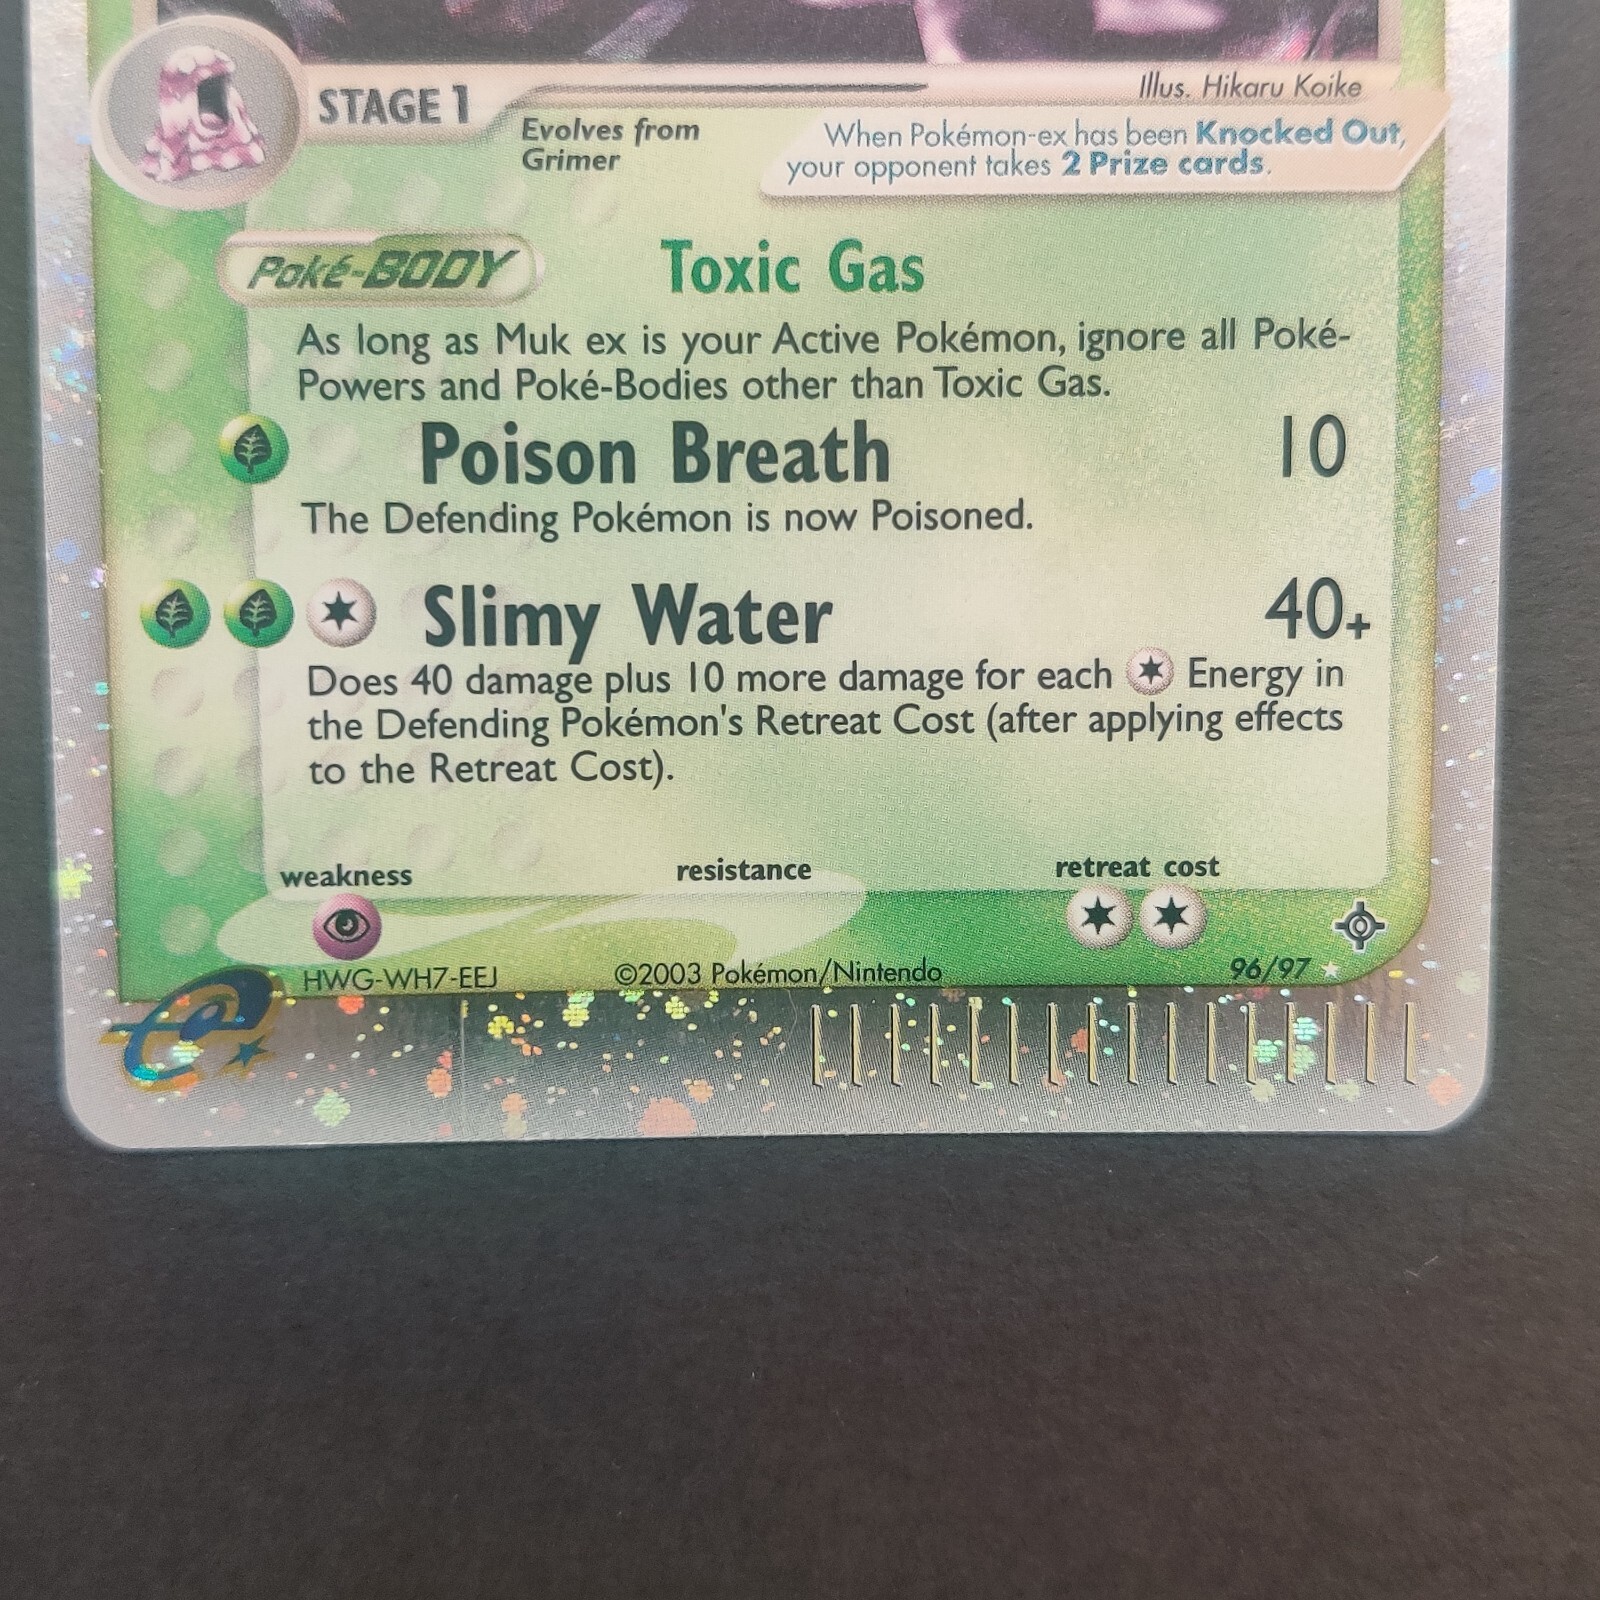 Illus. Hikaru Koike
STAGE 1
Evolves from
Grimer
When Pokémon-ex has been Knocked Out,
your opponent takes 2 Prize cards.
Poké-BODY Toxic Gas
As long as Muk ex is your Active Pokémon, ignore all Poké-
Powers and Poké-Bodies other than Toxic Gas.
Poison Breath 10
The Defending Pokémon is now Poisoned.
Slimy Water 40+
Does 40 damage plus 10 more damage for each Energy in
the Defending Pokémon's Retreat Cost (after applying effects
to the Retreat Cost).
weakness resistance retreat cost
HWG-WH7-EEJ ©2003 Pokémon/Nintendo 96/97 ★
e